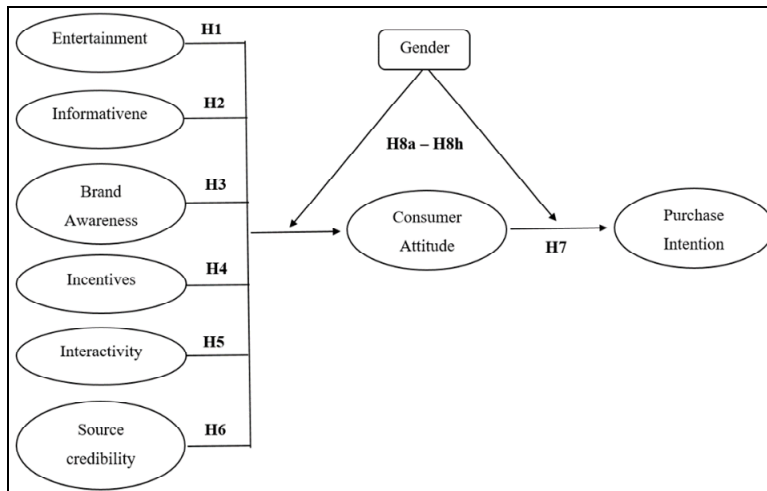 Entertainment
H1
Gender
Informativene
H2
H8a – H8h
Brand
Awareness
H3
Consumer
Attitude
Purchase
Intention
H7
Incentives
H4
Interactivity
H5
Source
credibility
H6